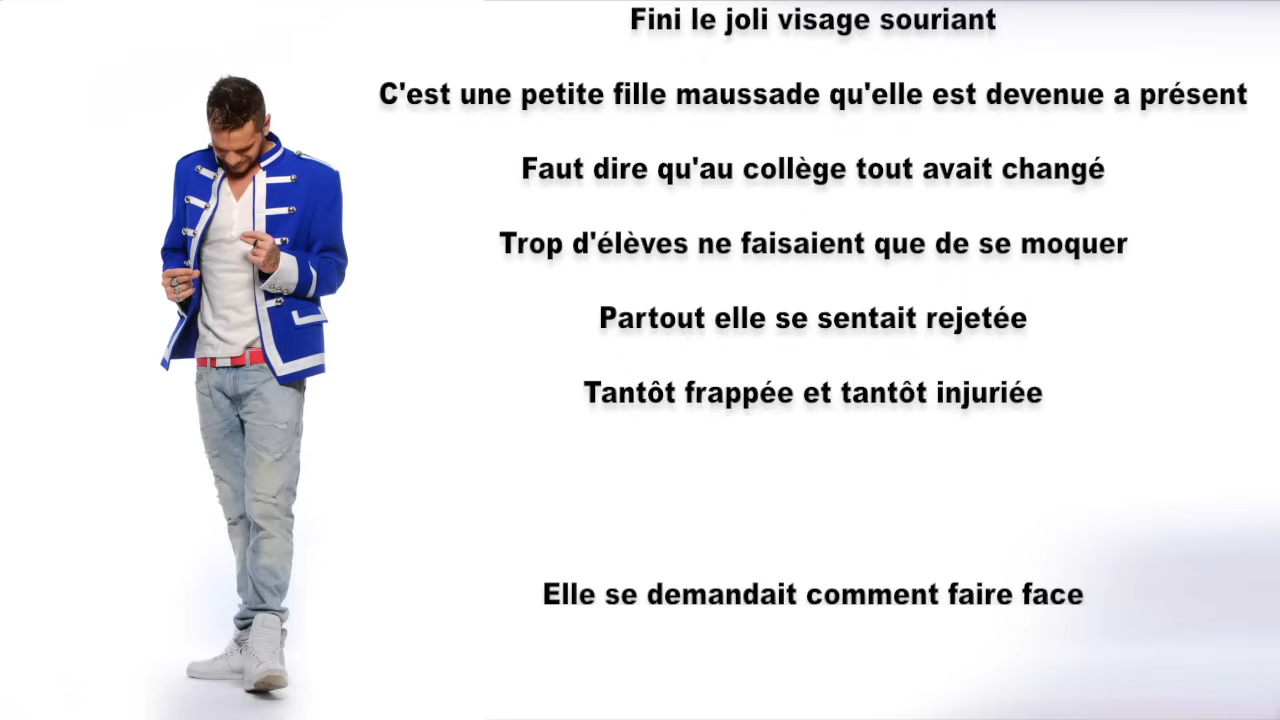 Fini le joli visage souriant
C'est une petite fille maussade qu'elle est devenue a présent
Faut dire qu'au collège tout avait changé
Trop d'élèves ne faisaient que de se moquer
Partout elle se sentait rejetée
Tantôt frappée et tantôt injuriée
Elle se demandait comment faire face